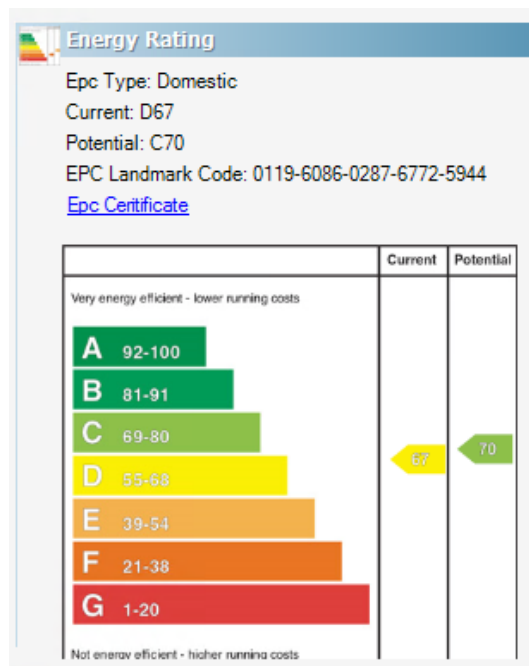 Energy Rating
Epc Type: Domestic
Current: D67
Potential: C70
EPC Landmark Code: 0119-6086-0287-6772-5944
Epc Ceritificate
Current Potential
Very energy efficient - lower running costs
A 92-100
B 81-91
C 69-80
D 55-68
E 39-54
F 21-38
G 1-20
67
70
Not energy efficient - higher running costs